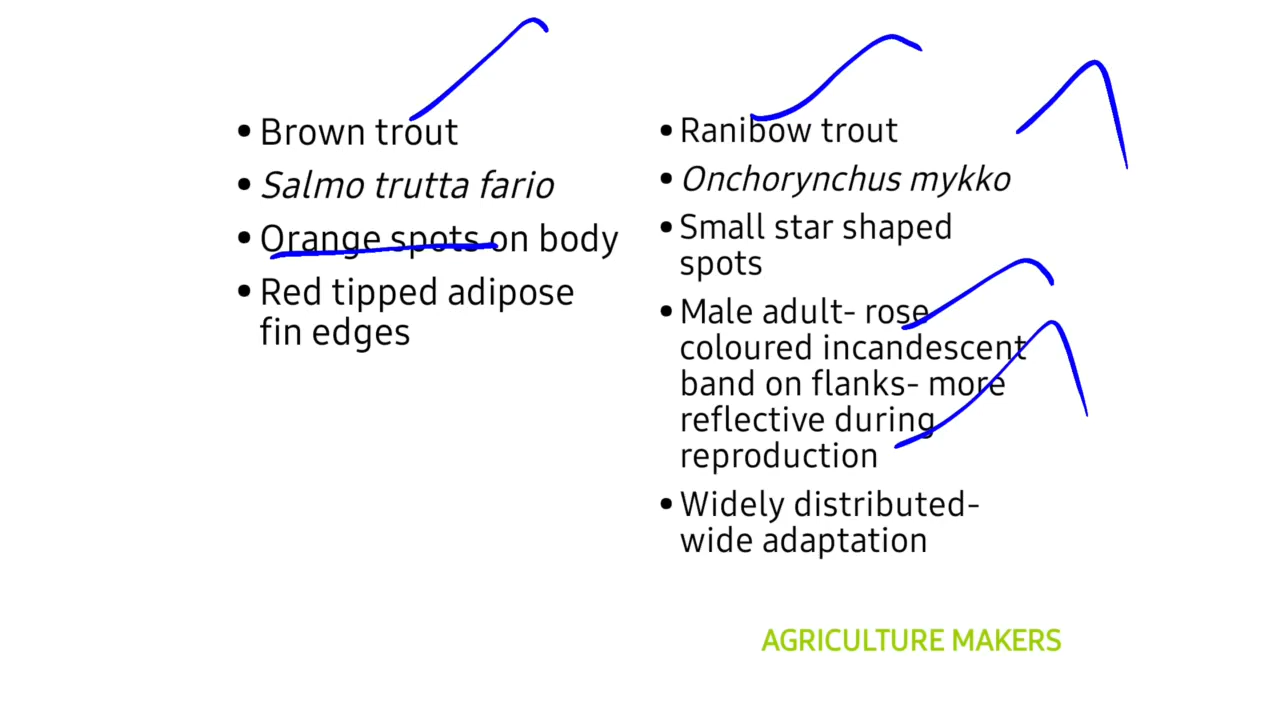 • Brown trout
• Salmo trutta fario
• Orange spots on body
• Red tipped adipose
fin edges
• Ranibow trout
• Onchorynchus mykko
• Small star shaped
spots
• Male adult- rose
coloured incandescent
band on flanks- more
reflective during
reproduction
• Widely distributed-
wide adaptation
AGRICULTURE MAKERS